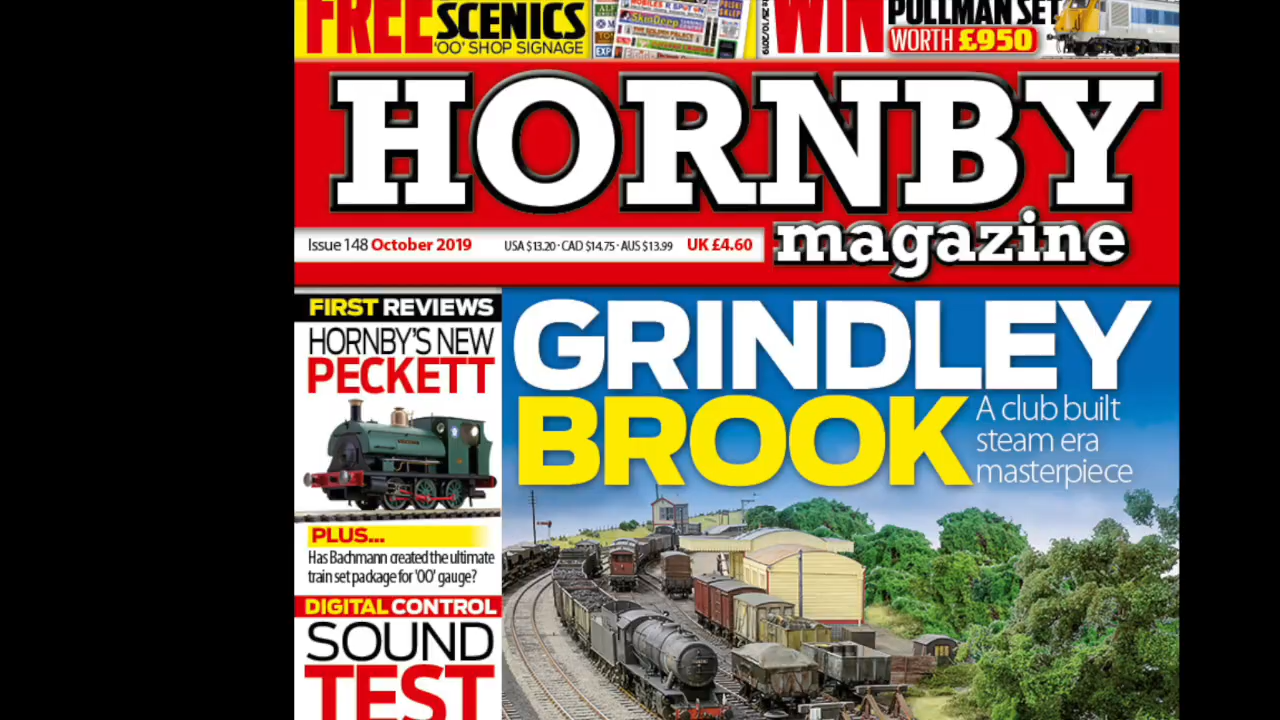 FREE SCENICS
'OO' SHOP SIGNAGE
WIN PULLMAN SET
WORTH £950
HORNBY
magazine
Issue 148 October 2019 USA $13.20 · CAD $14.75 · AUS $13.99 UK £4.60
FIRST REVIEWS
HORNBY'S NEW
PECKETT
PLUS...
Has Bachmann created the ultimate
train set package for 'OO' gauge?
DIGITAL CONTROL
SOUND
TEST
GRINDLEY
BROOK
A club built
steam era
masterpiece